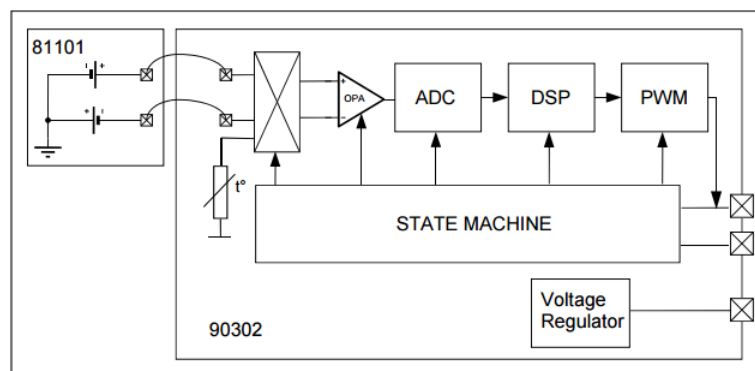 81101
- +
+ -
t°
+
-
OPA
ADC
DSP
PWM
STATE MACHINE
Voltage
Regulator
90302